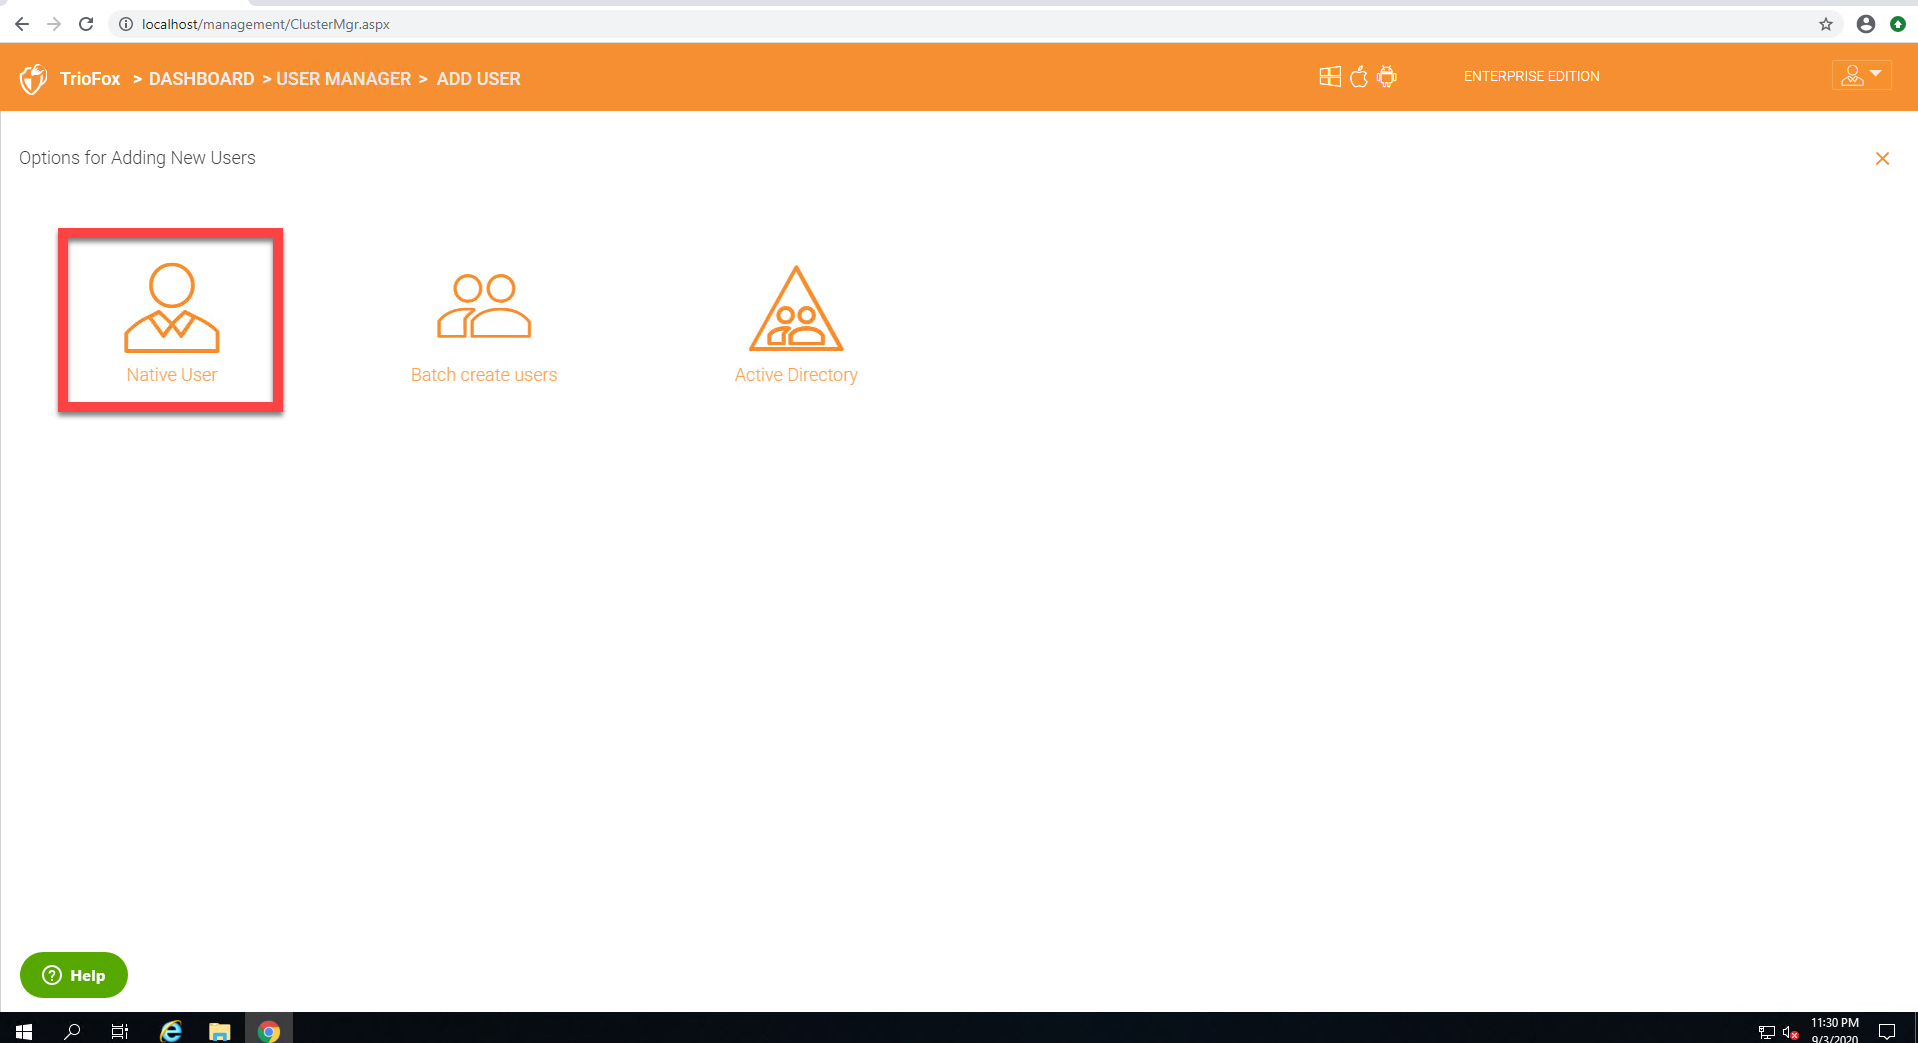 localhost/management/ClusterMgr.aspx
TrioFox > DASHBOARD > USER MANAGER > ADD USER
ENTERPRISE EDITION
Options for Adding New Users
Native User
Batch create users
Active Directory
Help
11:30 PM
9/3/2020